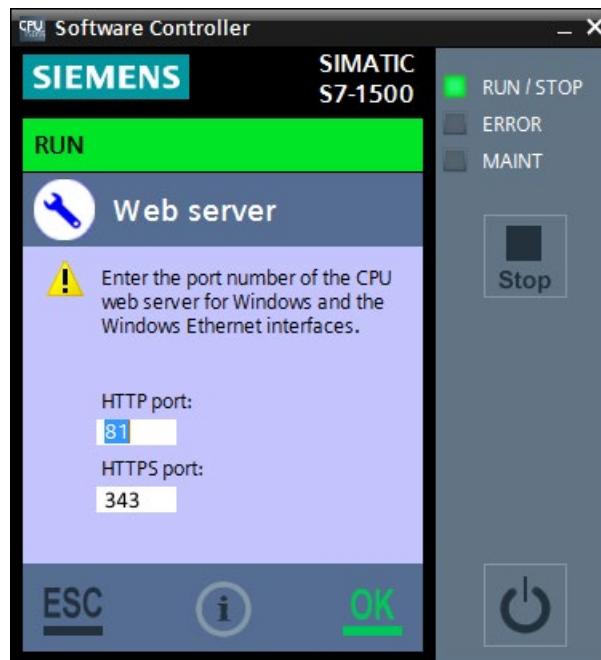 CPU
Software Controller
SIEMENS
SIMATIC
S7-1500
RUN
Web server
Enter the port number of the CPU
web server for Windows and the
Windows Ethernet interfaces.
HTTP port:
81
HTTPS port:
343
ESC
i
OK
RUN / STOP
ERROR
MAINT
Stop